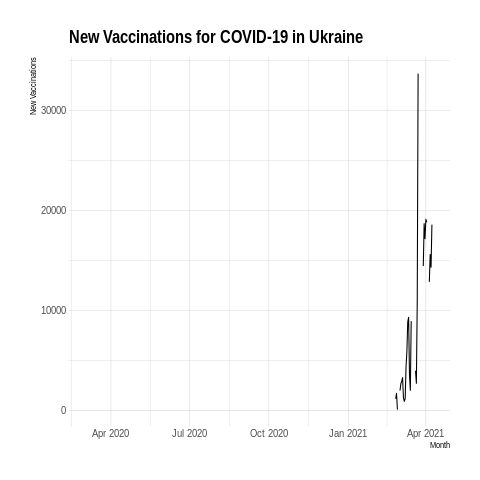 New Vaccinations for COVID-19 in Ukraine
New Vaccinations
30000
20000
10000
0
Apr 2020 Jul 2020 Oct 2020 Jan 2021 Apr 2021
Month